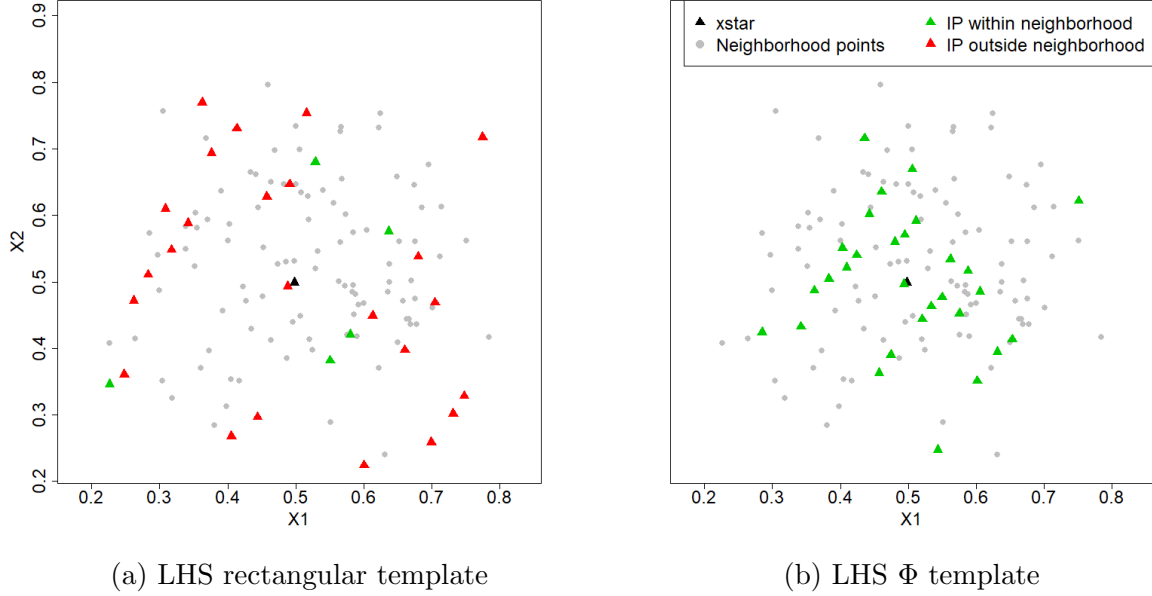 0.9
0.8
0.7
0.6
0.5
0.4
0.3
0.2
X2
0.2 0.3 0.4 0.5 0.6 0.7 0.8
X1
xstar
Neighborhood points
IP within neighborhood
IP outside neighborhood
0.2 0.3 0.4 0.5 0.6 0.7 0.8
X1
(a) LHS rectangular template
(b) LHS Φ template